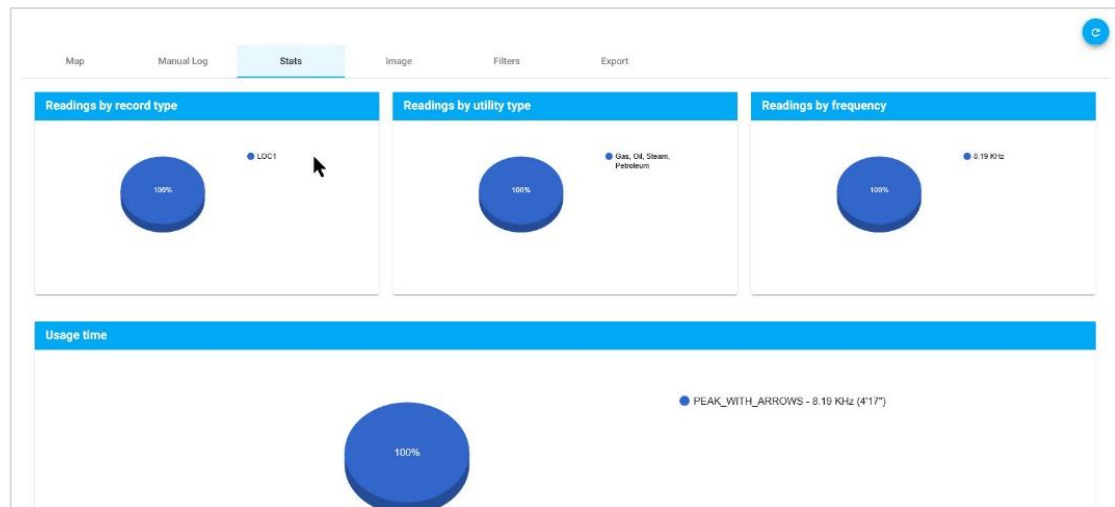 Map
Manual Log
Stats
Image
Filters
Export
Readings by record type
100%
LOC1
Readings by utility type
100%
Gas, Oil, Steam,
Petroleum
Readings by frequency
100%
8.19 KHz
Usage time
100%
PEAK_WITH_ARROWS - 8.19 KHz (4'17")